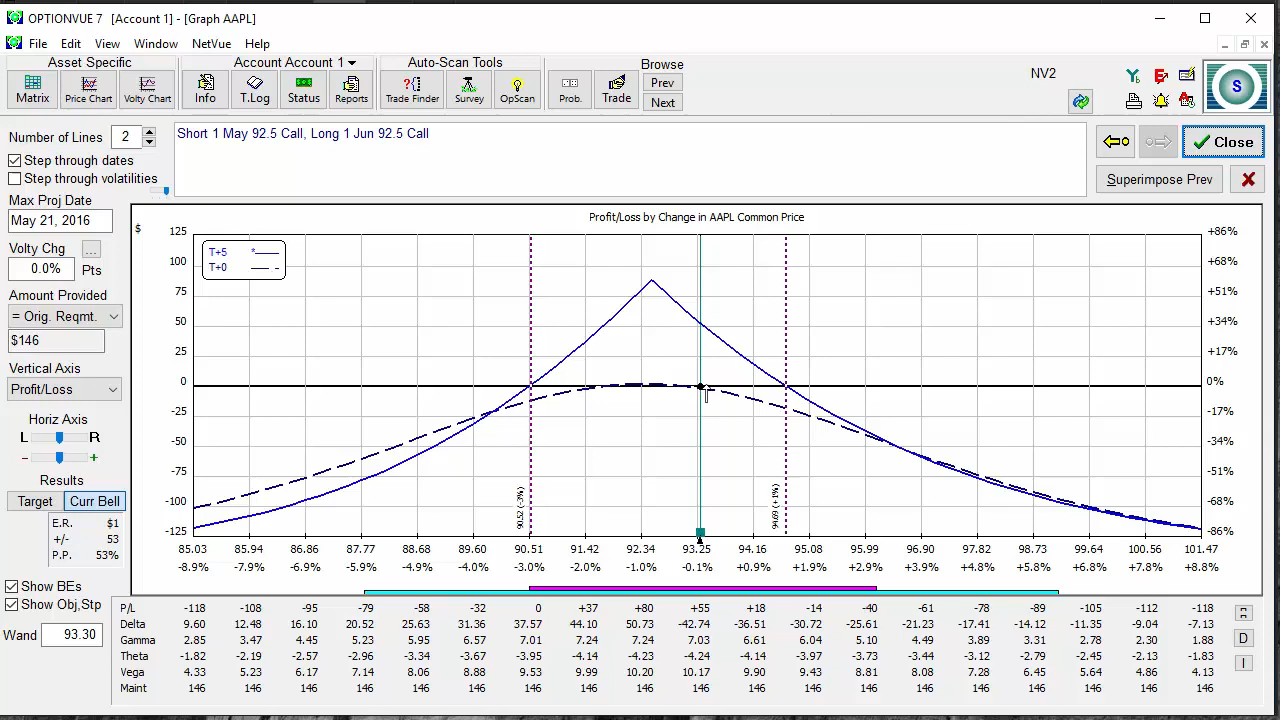 OPTIONVUE 7 [Account 1] - [Graph AAPL]
File Edit View Window NetVue Help
Asset Specific Account Account 1 Auto-Scan Tools Browse
Matrix Price Chart Volty Chart Info T.Log Status Reports Trade Finder Survey OpScan Prob. Trade Prev Next
NV2
S
Number of Lines 2
Short 1 May 92.5 Call, Long 1 Jun 92.5 Call
Close
Step through dates
Step through volatilities
Superimpose Prev
Max Proj Date
May 21, 2016
Volty Chg ...
0.0% Pts
Amount Provided
= Orig. Reqmt.
$146
Vertical Axis
Profit/Loss
Horiz Axis
L R
- +
Results
Target Curr Bell
E.R. $1
+/- 53
P.P. 53%
Show BEs
Show Obj,Stp
Wand 93.30
Profit/Loss by Change in AAPL Common Price
$
T+5 *
T+0
125 +86%
100 +68%
75 +51%
50 +34%
25 +17%
0 0%
-25 -17%
-50 -34%
-75 -51%
-100 -68%
-125 -86%
90.52 (-3%)
85.03 85.94 86.86 87.77 88.68 89.60 90.51 91.42 92.34 93.25 94.16 95.08 95.99 96.90 97.82 98.73 99.64 100.56 101.47
-8.9% -7.9% -6.9% -5.9% -5.0% -4.0% -3.0% -2.0% -1.0% -0.1% +0.9% +1.9% +2.9% +3.9% +4.8% +5.8% +6.8% +7.8% +8.8%
P/L -118 -108 -95 -79 -58 -32 0 +37 +80 +55 +18 -14 -40 -61 -78 -89 -105 -112 -118
Delta 9.60 12.48 16.10 20.52 25.63 31.36 37.57 44.10 50.73 -42.74 -36.51 -30.72 -25.61 -21.23 -17.41 -14.12 -11.35 -9.04 -7.13
Gamma 2.85 3.47 4.45 5.23 5.95 6.57 7.01 7.24 7.24 7.03 6.61 6.04 5.10 4.49 3.89 3.31 2.78 2.30 1.88
Theta -1.82 -2.19 -2.57 -2.96 -3.34 -3.67 -3.95 -4.14 -4.23 -4.24 -4.14 -3.97 -3.73 -3.44 -3.12 -2.79 -2.45 -2.13 -1.83
Vega 4.33 5.23 6.17 7.14 8.06 8.88 9.53 9.99 10.20 10.17 9.90 9.43 8.81 8.08 7.28 6.45 5.64 4.86 4.13
Maint 146 146 146 146 146 146 146 146 146 146 146 146 146 146 146 146 146 146 146
D
I